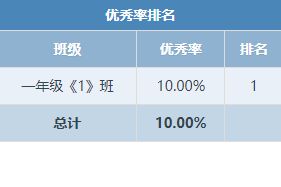 优秀率排名
班级 优秀率 排名
一年级《1》班 10.00% 1
总计 10.00%